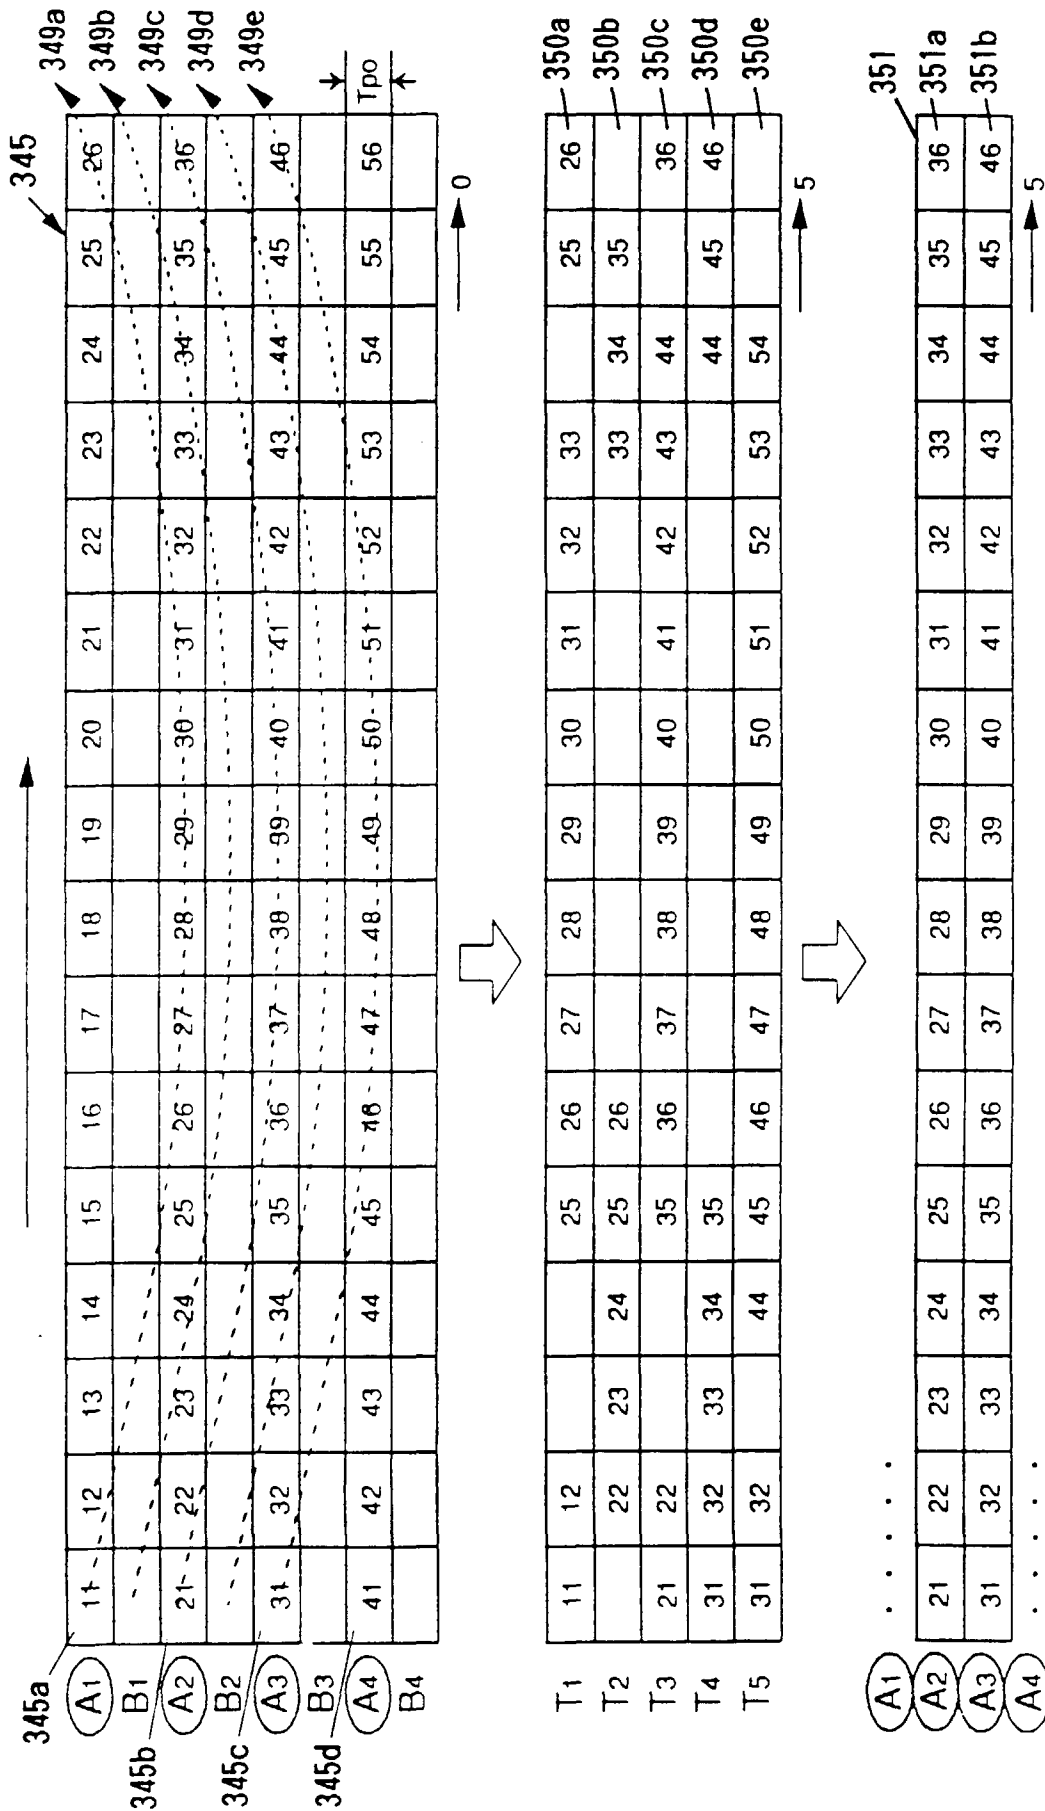 345
345a
A1 11 12 13 14 15 16 17 18 19 20 21 22 23 24 25 26 349a
B1 349b
345b
A2 21 22 23 24 25 26 27 28 29 30 31 32 33 34 35 36 349c
B2 349d
345c
A3 31 32 33 34 35 36 37 38 39 40 41 42 43 44 45 46 349e
B3
345d
A4 41 42 43 44 45 46 47 48 49 50 51 52 53 54 55 56 Tpo
B4
0
T1 11 12 25 26 27 28 29 30 31 32 33 25 26 350a
T2 22 23 24 25 26 33 34 35 350b
T3 21 22 35 36 37 38 39 40 41 42 43 44 36 350c
T4 31 32 33 34 35 44 45 46 350d
T5 31 32 44 45 46 47 48 49 50 51 52 53 54 350e
5
A1 . . . . . 351
A2 21 22 23 24 25 26 27 28 29 30 31 32 33 34 35 36 351a
A3 31 32 33 34 35 36 37 38 39 40 41 42 43 44 45 46 351b
A4 . . . . .
5